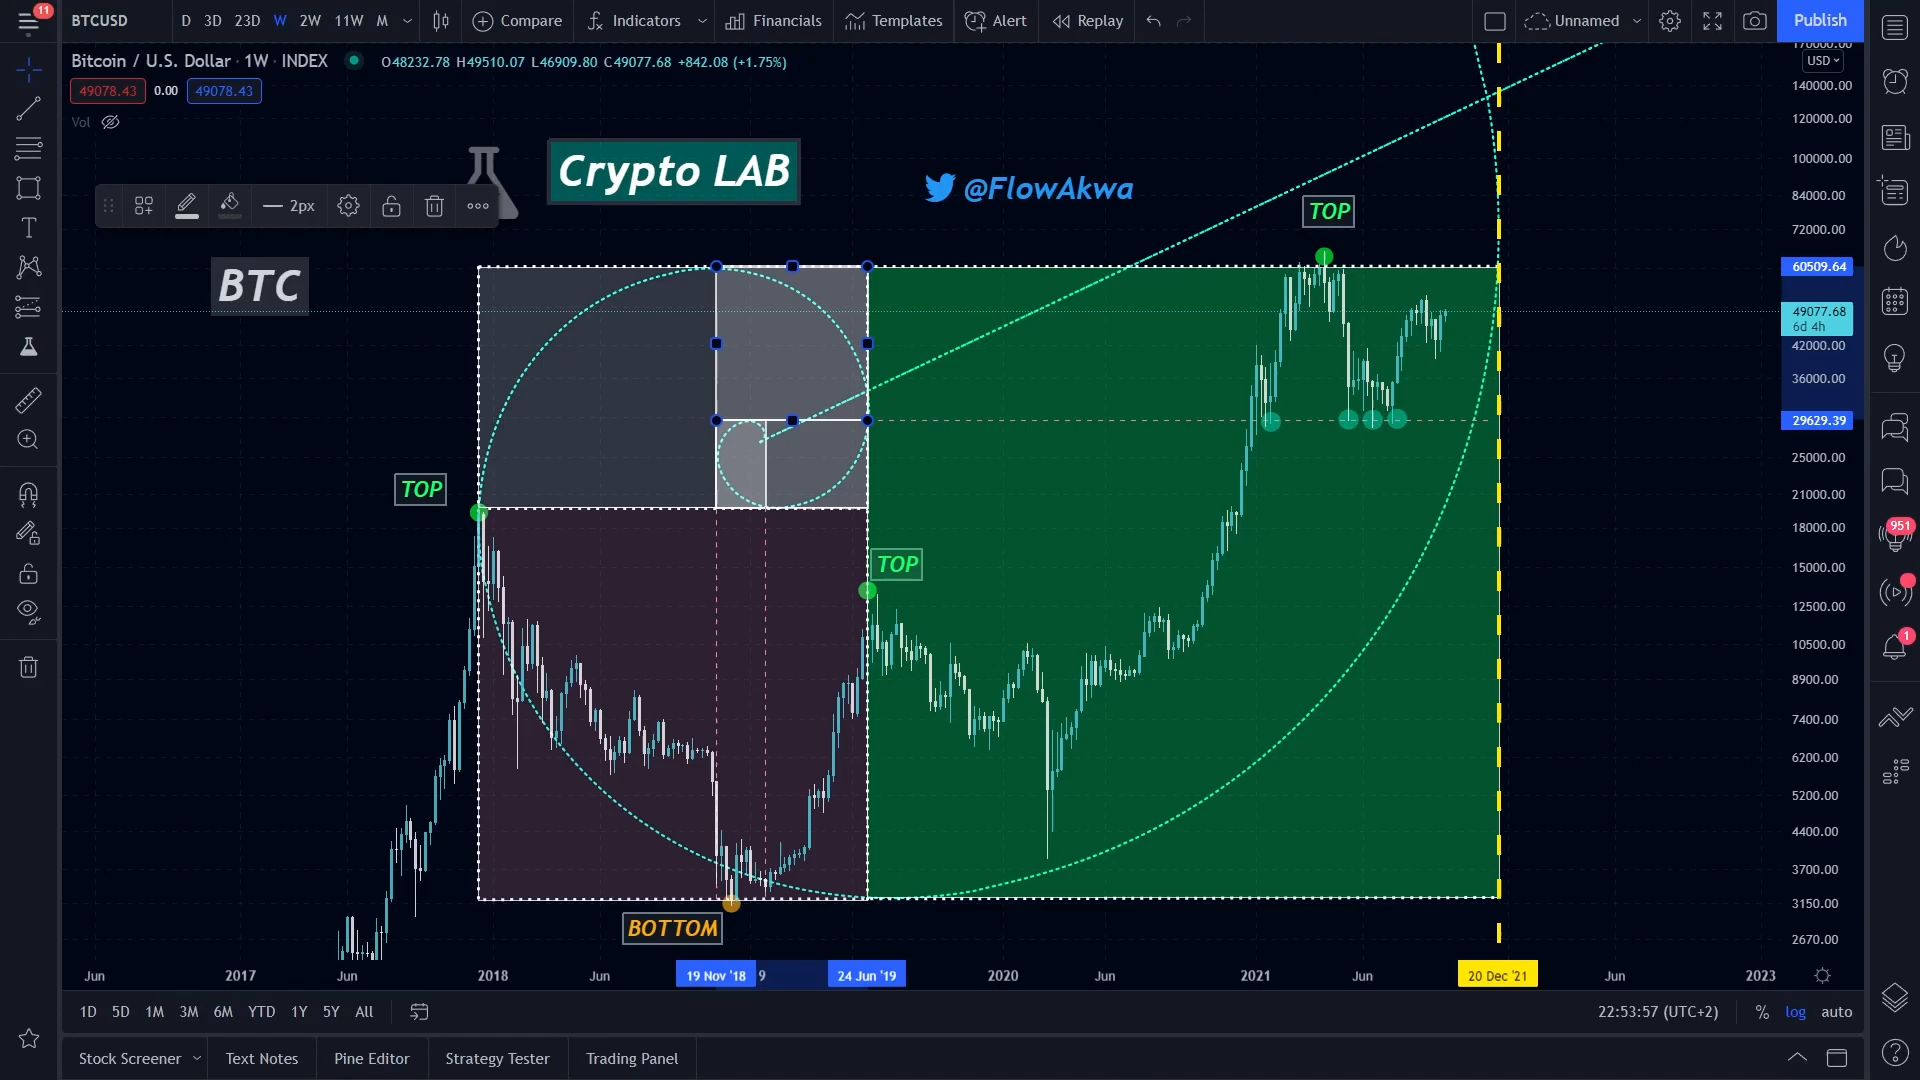 11
BTCUSD D 3D 23D W 2W 11W M Compare Indicators Financials Templates Alert Replay Unnamed Publish
Bitcoin / U.S. Dollar · 1W · INDEX O48232.78 H49510.07 L46909.80 C49077.68 +842.08 (+1.75%)
49078.43 0.00 49078.43
Vol
170000.00
USD
140000.00
120000.00
100000.00
84000.00
72000.00
60509.64
49077.68
6d 4h
42000.00
36000.00
29629.39
25000.00
21000.00
18000.00
15000.00
12500.00
10500.00
8900.00
7400.00
6200.00
5200.00
4400.00
3700.00
3150.00
2670.00
Crypto LAB
@FlowAkwa
2px
TOP
BTC
TOP
TOP
BOTTOM
951
1
Jun 2017 Jun 2018 Jun 19 Nov '18 9 24 Jun '19 2020 Jun 2021 Jun 20 Dec '21 Jun 2023
1D 5D 1M 3M 6M YTD 1Y 5Y All 22:53:57 (UTC+2) % log auto
Stock Screener Text Notes Pine Editor Strategy Tester Trading Panel